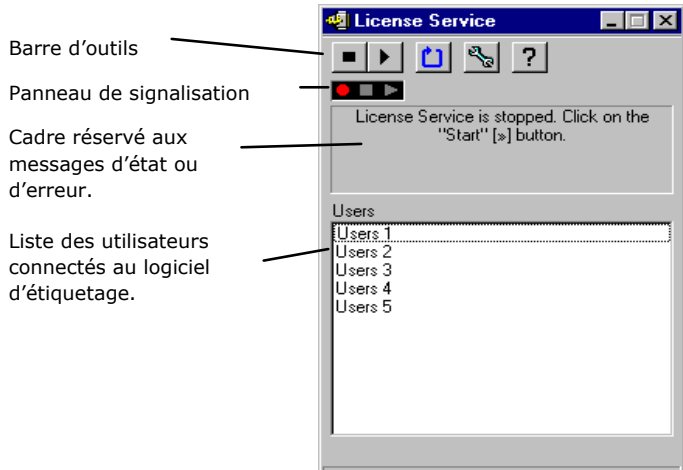 License Service
Barre d’outils
?
Panneau de signalisation
License Service is stopped. Click on the
"Start" [»] button.
Cadre réservé aux
messages d’état ou
d’erreur.
Users
Users 1
Users 2
Users 3
Users 4
Users 5
Liste des utilisateurs
connectés au logiciel
d’étiquetage.